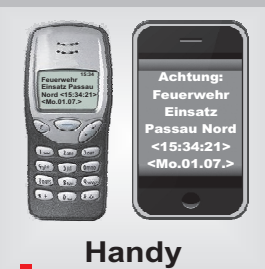 15:34
Feuerwehr
Einsatz Passau
Nord <15:34:21>
<Mo.01.07.>
Achtung:
Feuerwehr
Einsatz
Passau Nord
<15:34:21>
<Mo.01.07.>
Handy